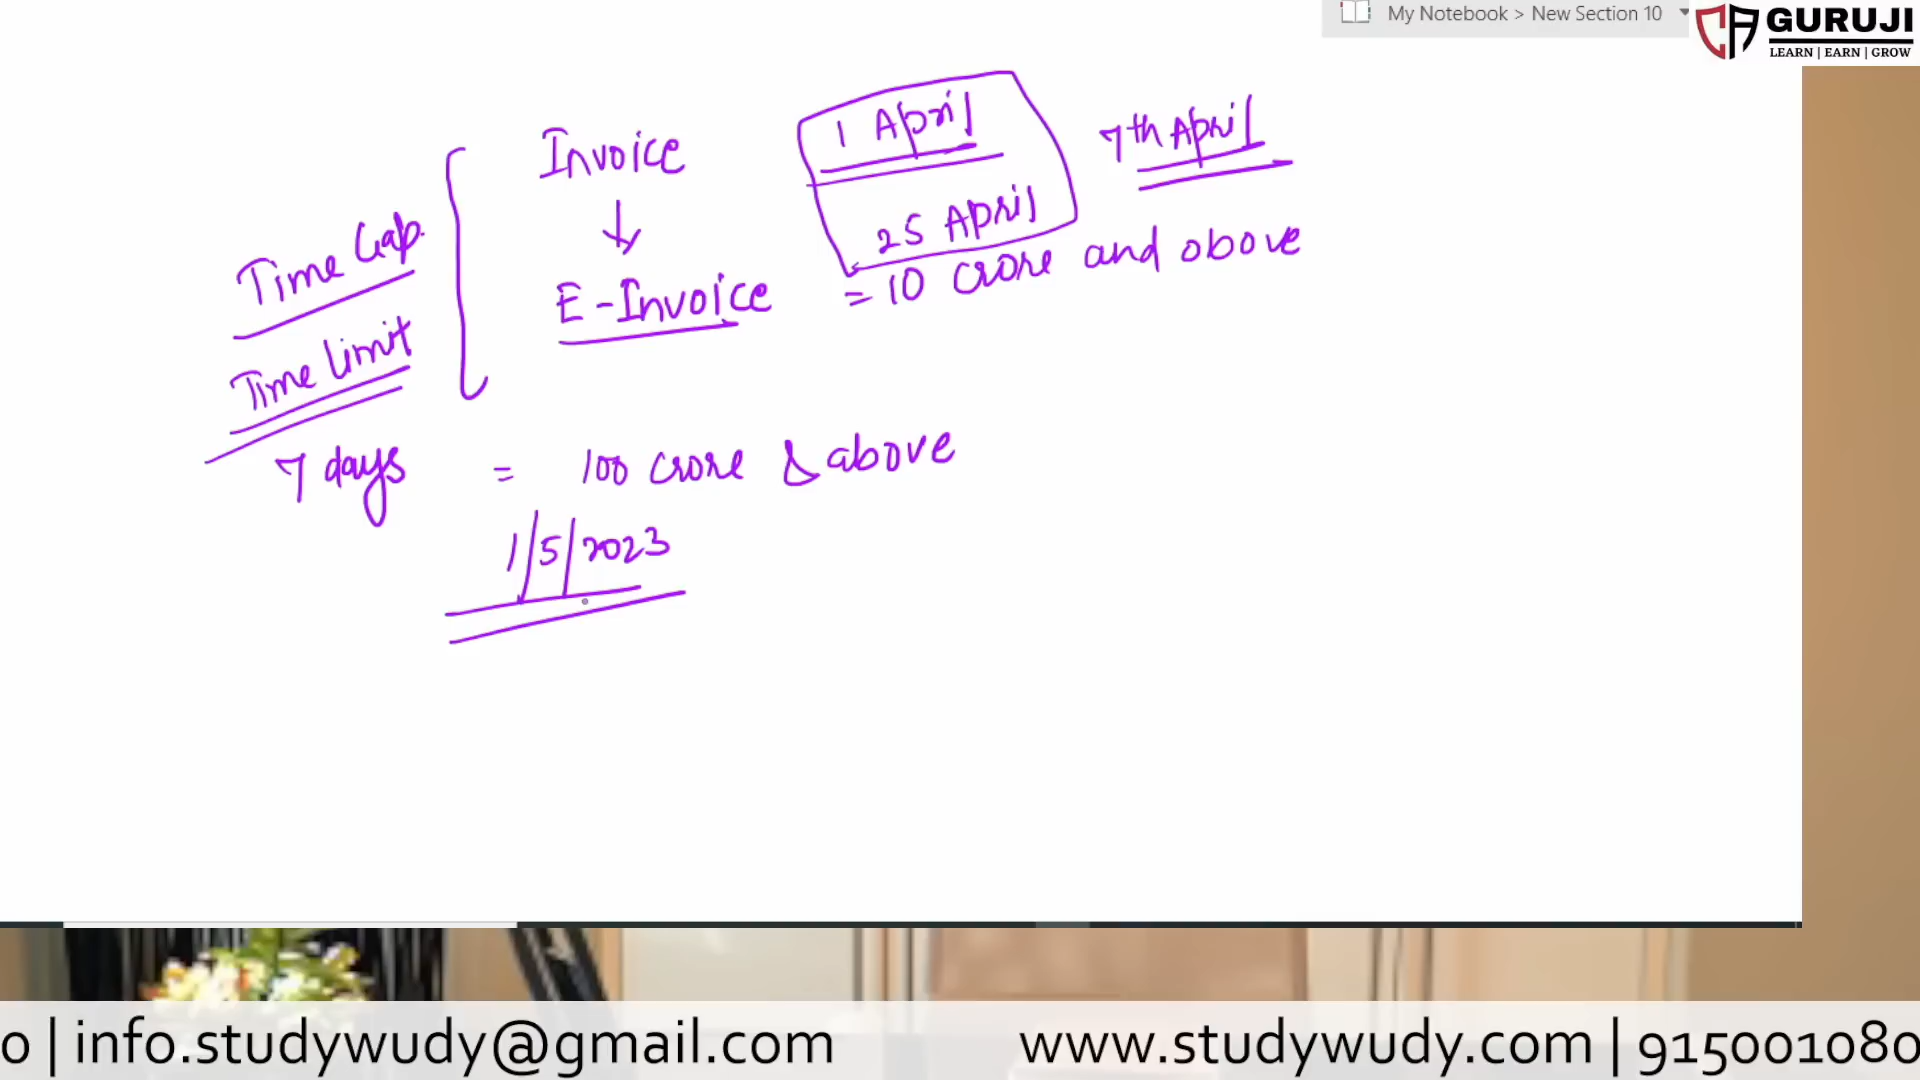 My Notebook > New Section 10
GURUJI
LEARN | EARN | GROW
Invoice
1 April
7th April
Time Gap.
25 April
E-Invoice = 10 crore and above
Time limit
7 days = 100 crore & above
1/5/2023
0 | info.studywudy@gmail.com
www.studywudy.com | 915001080